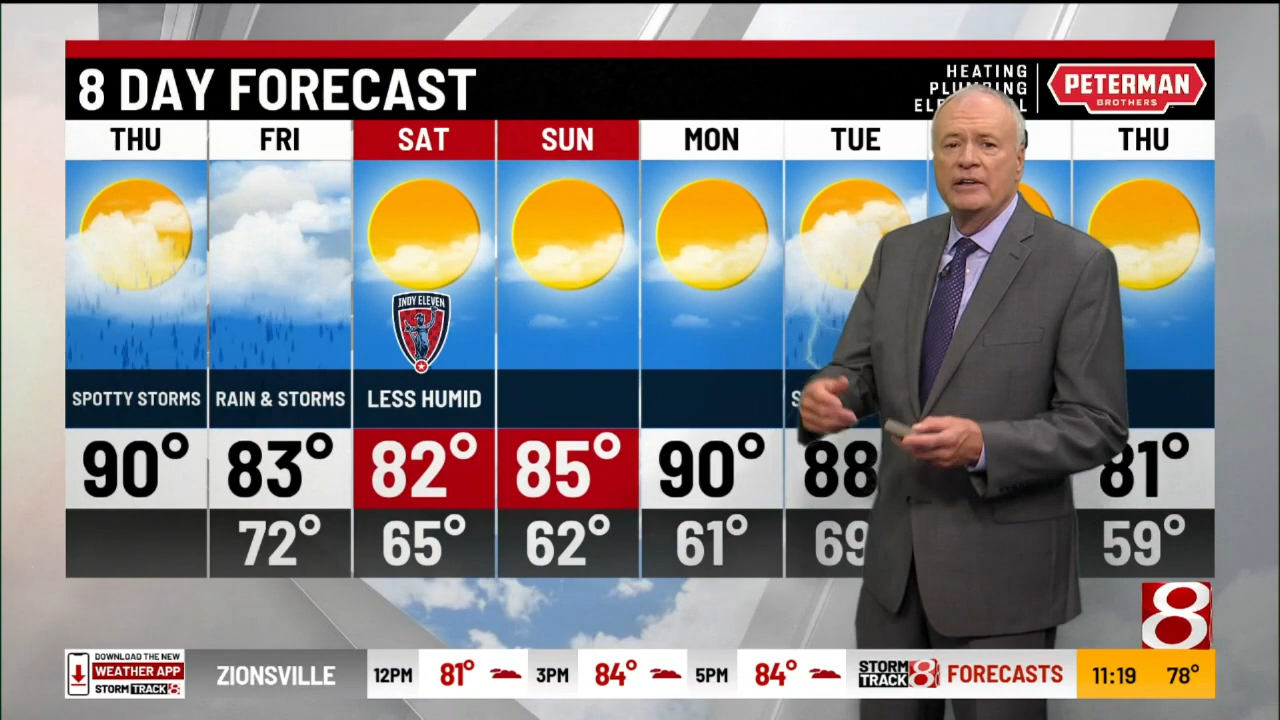 8 DAY FORECAST
HEATING
PETERMAN
BROTHERS
THU
FRI
SAT
SUN
MON
TUE
THU
INDY ELEVEN
SPOTTY STORMS
RAIN & STORMS
LESS HUMID
90°
83°
82°
85°
90°
88
81°
72°
65°
62°
61°
69
59°
8
DOWNLOAD THE NEW
WEATHER APP
STORM TRACK 8
ZIONSVILLE
12PM
81°
3PM
84°
5PM
84°
STORM
TRACK 8
FORECASTS
11:19
78°